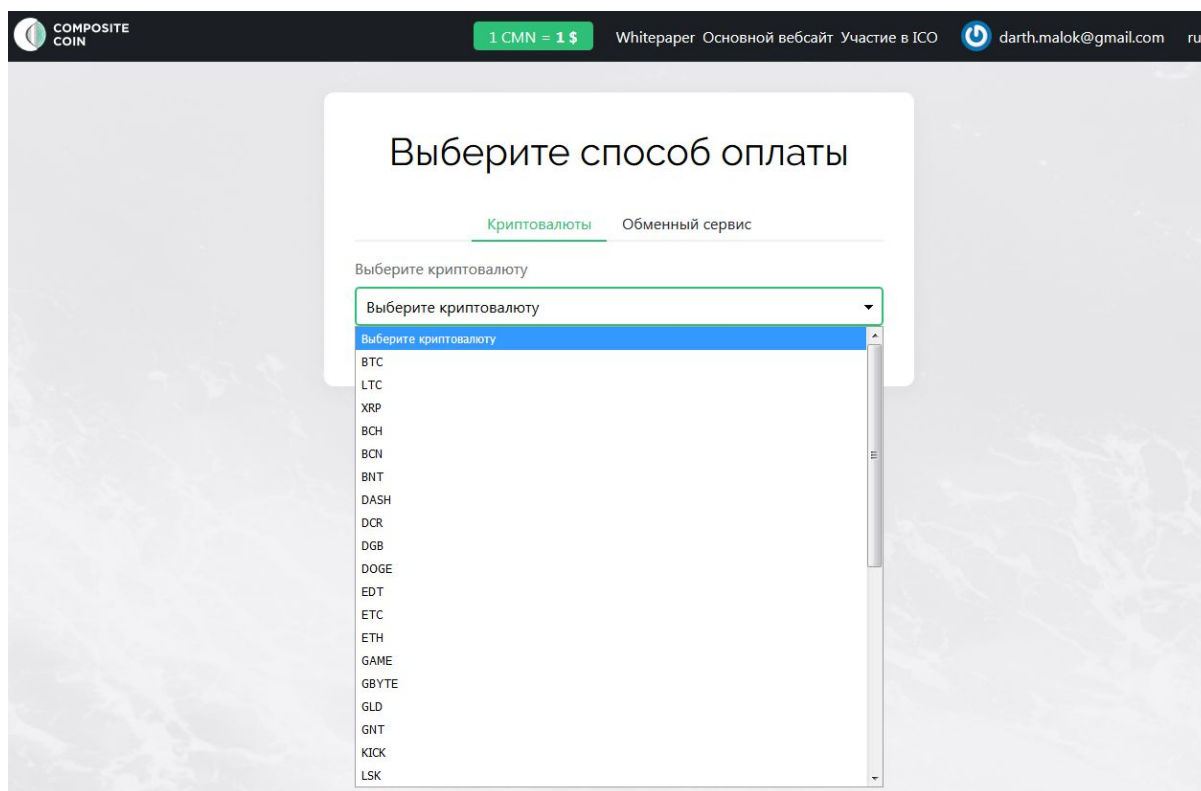 COMPOSITE
COIN
1 CMN = 1 $
Whitepaper Основной вебсайт Участие в ICO
darth.malok@gmail.com
ru
Выберите способ оплаты
Криптовалюты Обменный сервис
Выберите криптовалюту
Выберите криптовалюту
Выберите криптовалюту
BTC
LTC
XRP
BCH
BCN
BNT
DASH
DCR
DGB
DOGE
EDT
ETC
ETH
GAME
GBYTE
GLD
GNT
KICK
LSK